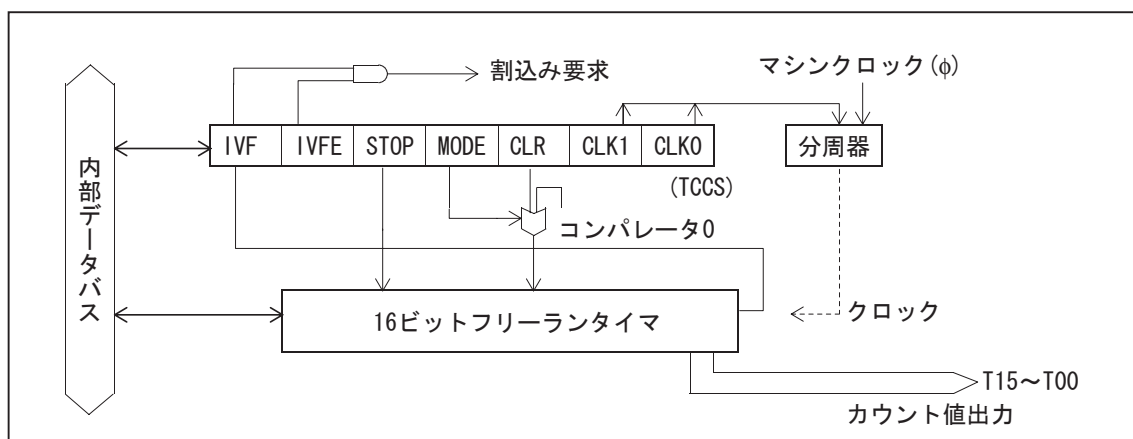 割込み要求
マシンクロック(φ)
IVF IVFE STOP MODE CLR CLK1 CLK0
分周器
(TCCS)
内部データバス
コンパレータ0
16ビットフリーランタイマ
クロック
T15～T00
カウント値出力